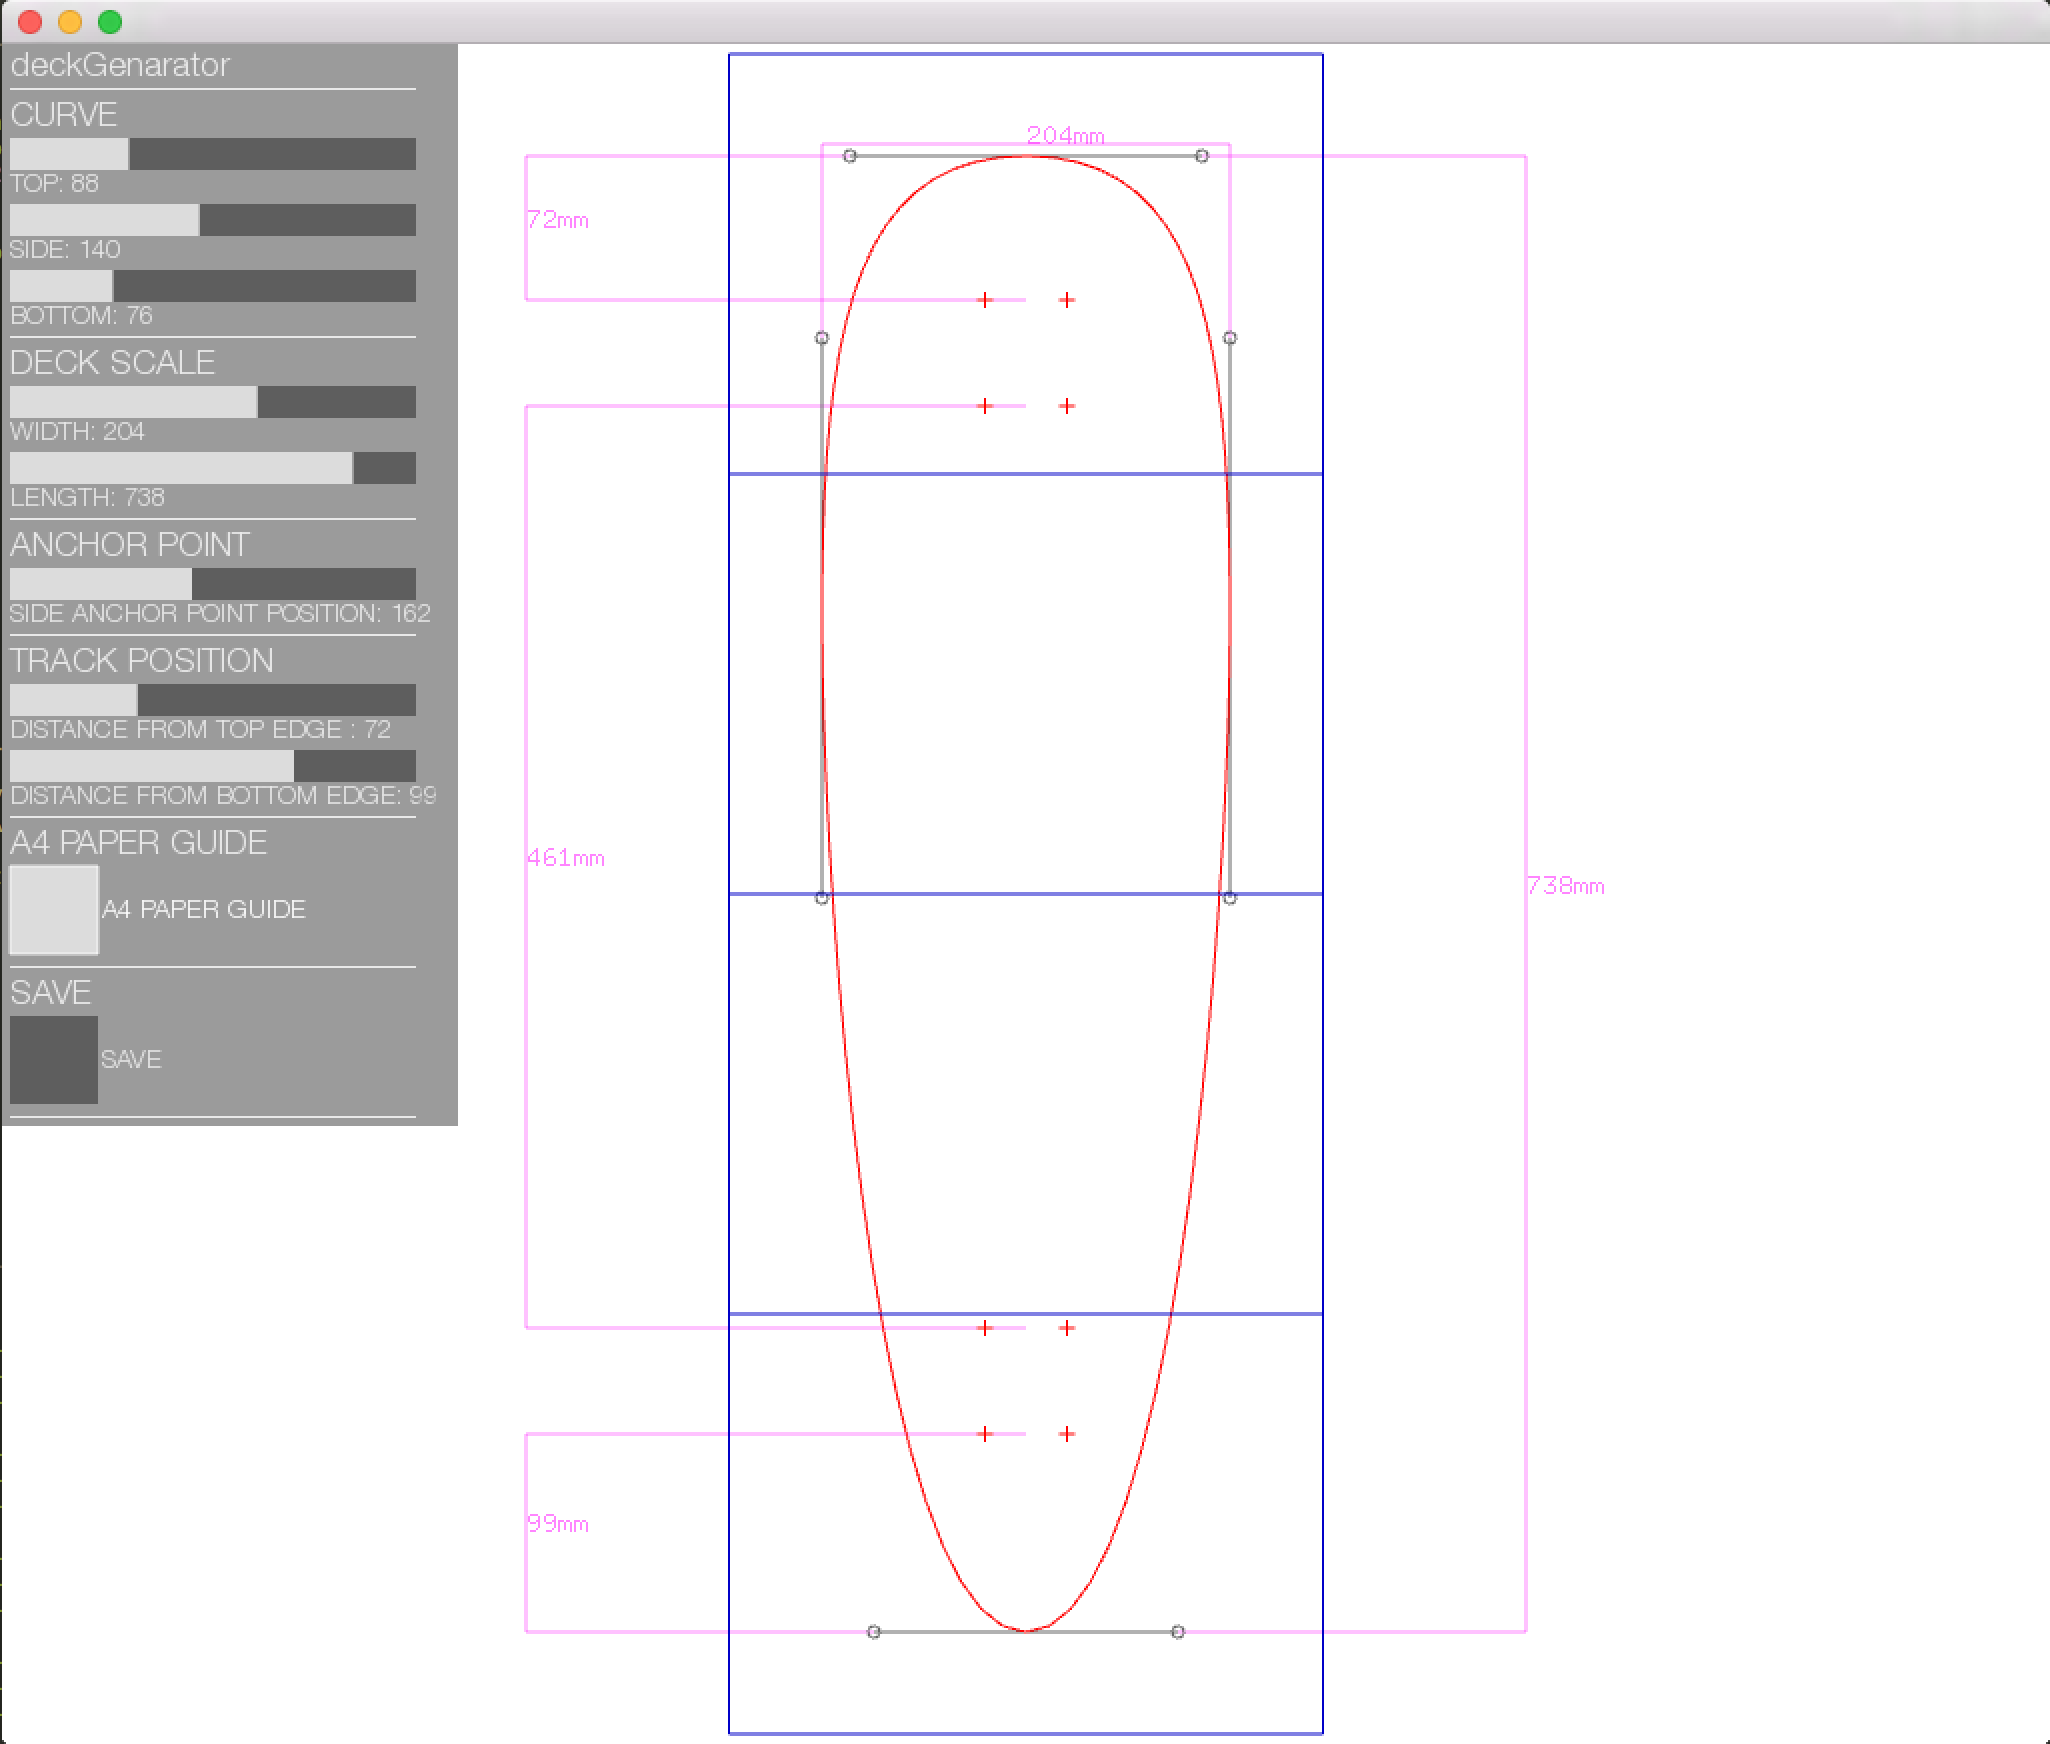 deckGenarator
CURVE
TOP: 88
SIDE: 140
BOTTOM: 76
DECK SCALE
WIDTH: 204
LENGTH: 738
ANCHOR POINT
SIDE ANCHOR POINT POSITION: 162
TRACK POSITION
DISTANCE FROM TOP EDGE : 72
DISTANCE FROM BOTTOM EDGE: 99
A4 PAPER GUIDE
A4 PAPER GUIDE
SAVE
SAVE
204mm
72mm
461mm
738mm
99mm